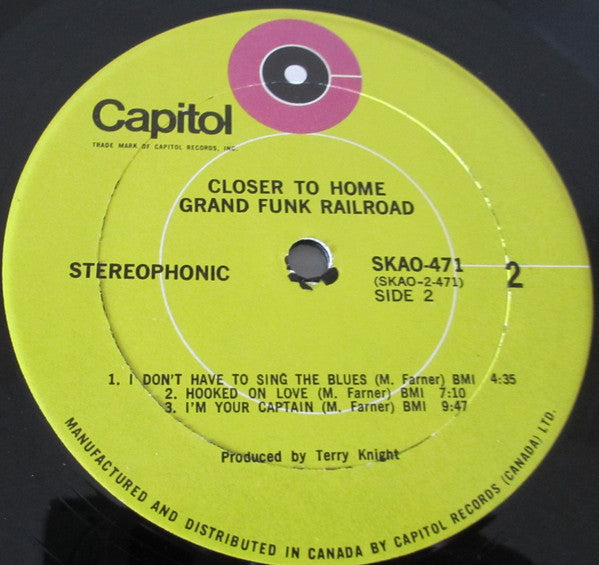 Capitol
TRADE MARK OF CAPITOL RECORDS, INC.
CLOSER TO HOME
GRAND FUNK RAILROAD
STEREOPHONIC
SKAO-471
(SKAO-2-471)
SIDE 2
2
1. I DON'T HAVE TO SING THE BLUES (M. Farner) BMI 4:35
2. HOOKED ON LOVE (M. Farner) BMI 7:10
3. I'M YOUR CAPTAIN (M. Farner) BMI 9:47
Produced by Terry Knight
MANUFACTURED AND DISTRIBUTED IN CANADA BY CAPITOL RECORDS (CANADA) LTD.